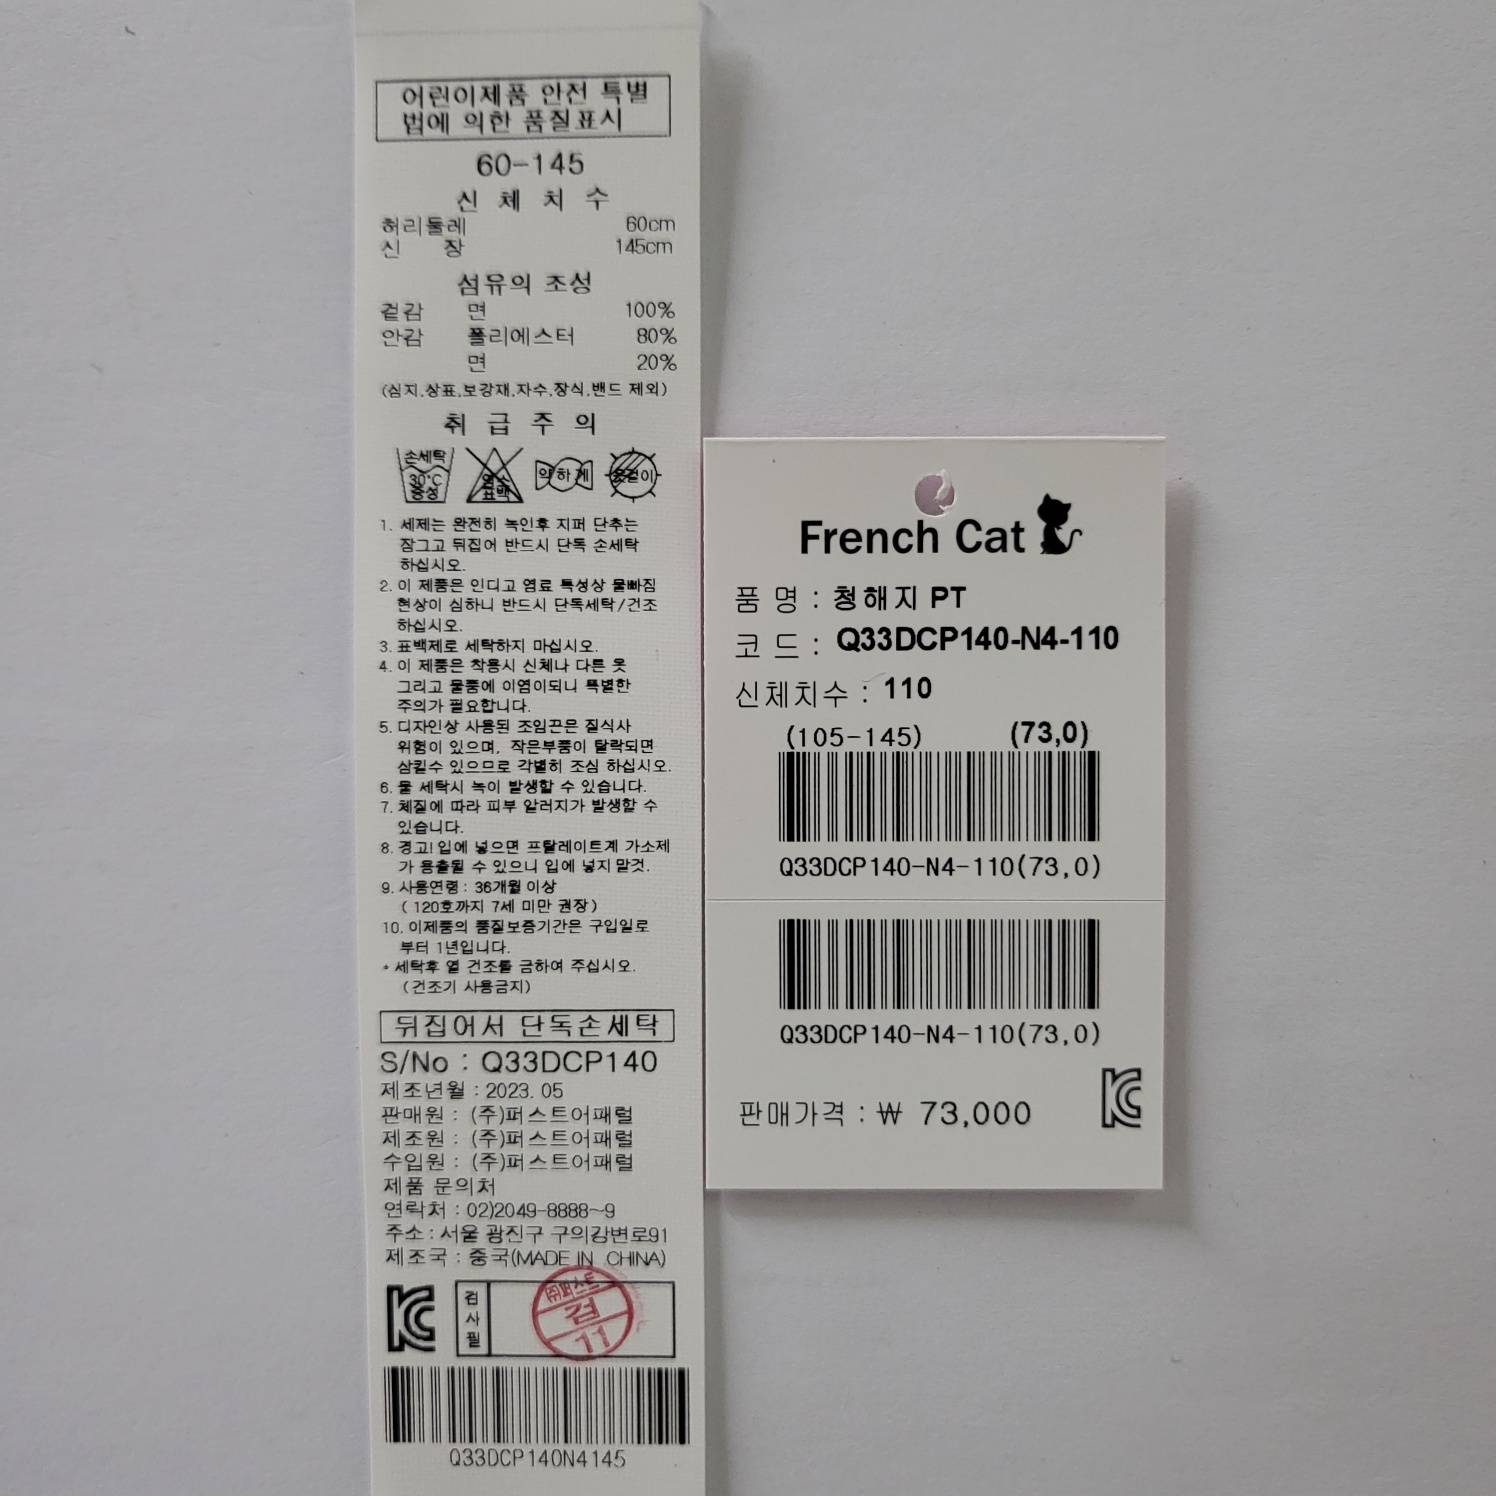 어린이제품 안전 특별
법에 의한 품질표시
60-145
신 체 치 수
허리둘레 60cm
신 장 145cm
섬유의 조성
겉감 면 100%
안감 폴리에스터 80%
면 20%
(심지,상표,보강재,자수,장식,밴드 제외)
취 급 주 의
손세탁 30°C 중성
염소 표백
약하게
옷걸이
1. 세제는 완전히 녹인후 지퍼 단추는
잠그고 뒤집어 반드시 단독 손세탁
하십시오.
2. 이 제품은 인디고 염료 특성상 물빠짐
현상이 심하니 반드시 단독세탁/건조
하십시오.
3. 표백제로 세탁하지 마십시오.
4. 이 제품은 착용시 신체나 다른 옷
그리고 물품에 이염이되니 특별한
주의가 필요합니다.
5. 디자인상 사용된 조임끈은 질식사
위험이 있으며, 작은부품이 탈락되면
삼킬수 있으므로 각별히 조심 하십시오.
6. 물 세탁시 녹이 발생할 수 있습니다.
7. 체질에 따라 피부 알러지가 발생할 수
있습니다.
8. 경고! 입에 넣으면 프탈레이트계 가소제
가 용출될 수 있으니 입에 넣지 말것.
9. 사용연령 : 36개월 이상
( 120호까지 7세 미만 권장 )
10. 이제품의 품질보증기간은 구입일로
부터 1년입니다.
* 세탁후 열 건조를 금하여 주십시오.
(건조기 사용금지)
뒤집어서 단독손세탁
S/No : Q33DCP140
제조년월 : 2023. 05
판매원 : (주)퍼스트어패럴
제조원 : (주)퍼스트어패럴
수입원 : (주)퍼스트어패럴
제품 문의처
연락처 : 02)2049-8888~9
주소 : 서울 광진구 구의강변로91
제조국 : 중국(MADE IN CHINA)
KC
검사필
㈜퍼스트
검
11
Q33DCP140N4145
French Cat
품 명 : 청해지 PT
코 드 : Q33DCP140-N4-110
신체치수 : 110
(105-145) (73,0)
Q33DCP140-N4-110(73,0)
Q33DCP140-N4-110(73,0)
판매가격 : ₩ 73,000
KC